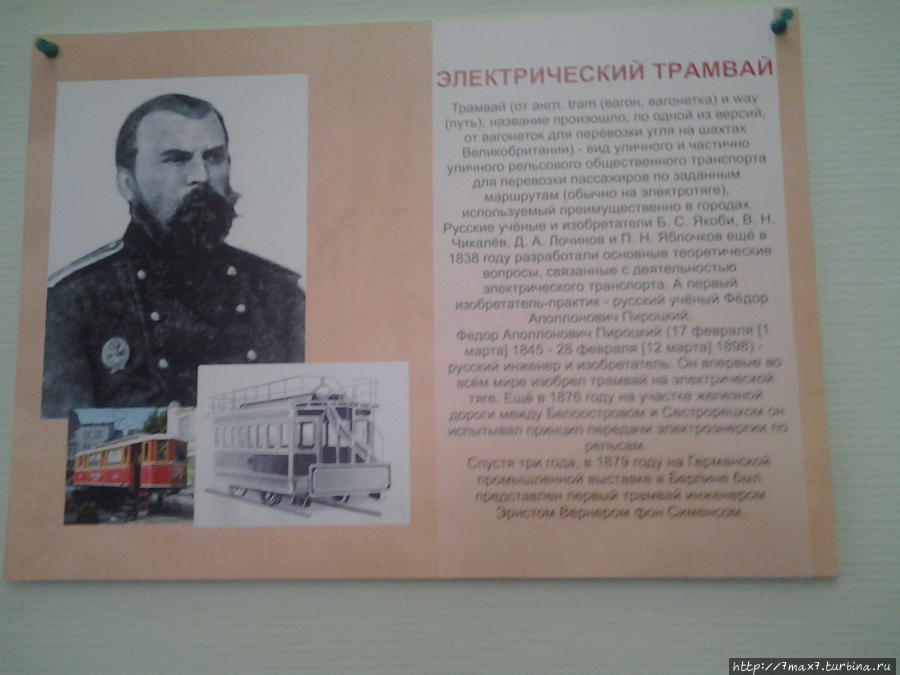 ЭЛЕКТРИЧЕСКИЙ ТРАМВАЙ
Трамвай (от англ. tram (вагон, вагонетка) и way
(путь), название произошло, по одной из версий,
от вагонеток для перевозки угля на шахтах
Великобритании) - вид уличного и частично
уличного рельсового общественного транспорта
для перевозки пассажиров по заданным
маршрутам (обычно на электротяге),
используемый преимущественно в городах.
Русские учёные и изобретатели Б. С. Якоби, В. Н.
Чикалёв, Д. А. Лочинов и П. Н. Яблочков ещё в
1838 году разработали основные теоретические
вопросы, связанные с деятельностью
электрического транспорта. А первый
изобретатель-практик - русский учёный Фёдор
Аполлонович Пироцкий.
Федор Аполлонович Пироцкий (17 февраля [1
марта] 1845 - 28 февраля [12 марта] 1898) -
русский инженер и изобретатель. Он впервые во
всём мире изобрел трамвай на электрической
тяге. Ещё в 1876 году на участке железной
дороги между Белоостровом и Сестрорецком он
испытывал принцип передачи электроэнергии по
рельсам.
Спустя три года, в 1879 году на Германской
промышленной выставке в Берлине был
представлен первый трамвай инженером
Эрнстом Вернером фон Сименсом.
http://7max7.turbina.ru